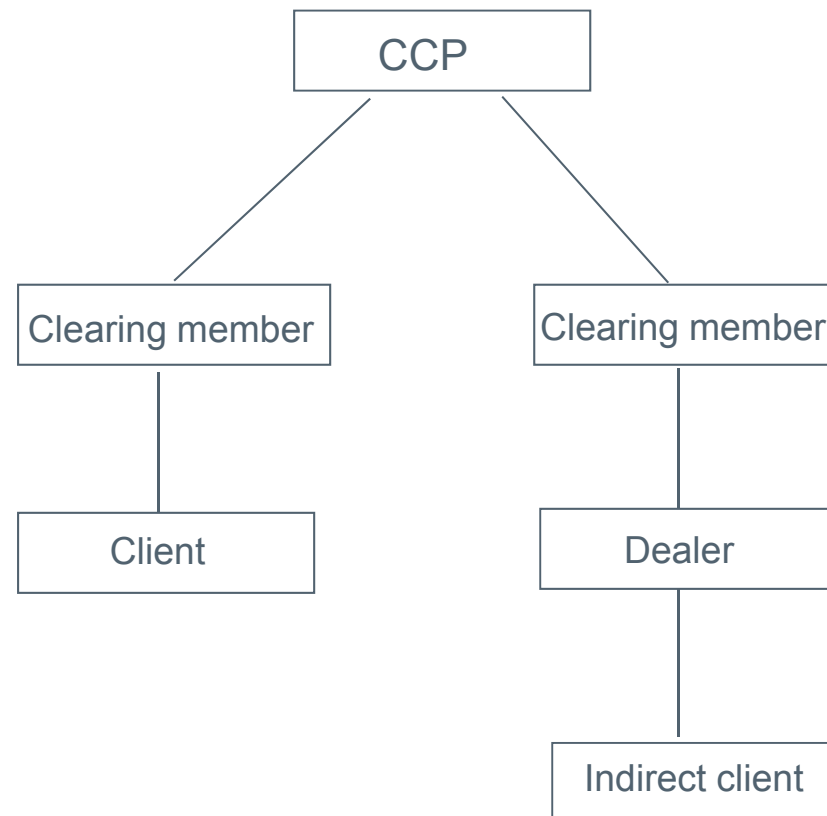 CCP
Clearing member
Clearing member
Client
Dealer
Indirect client